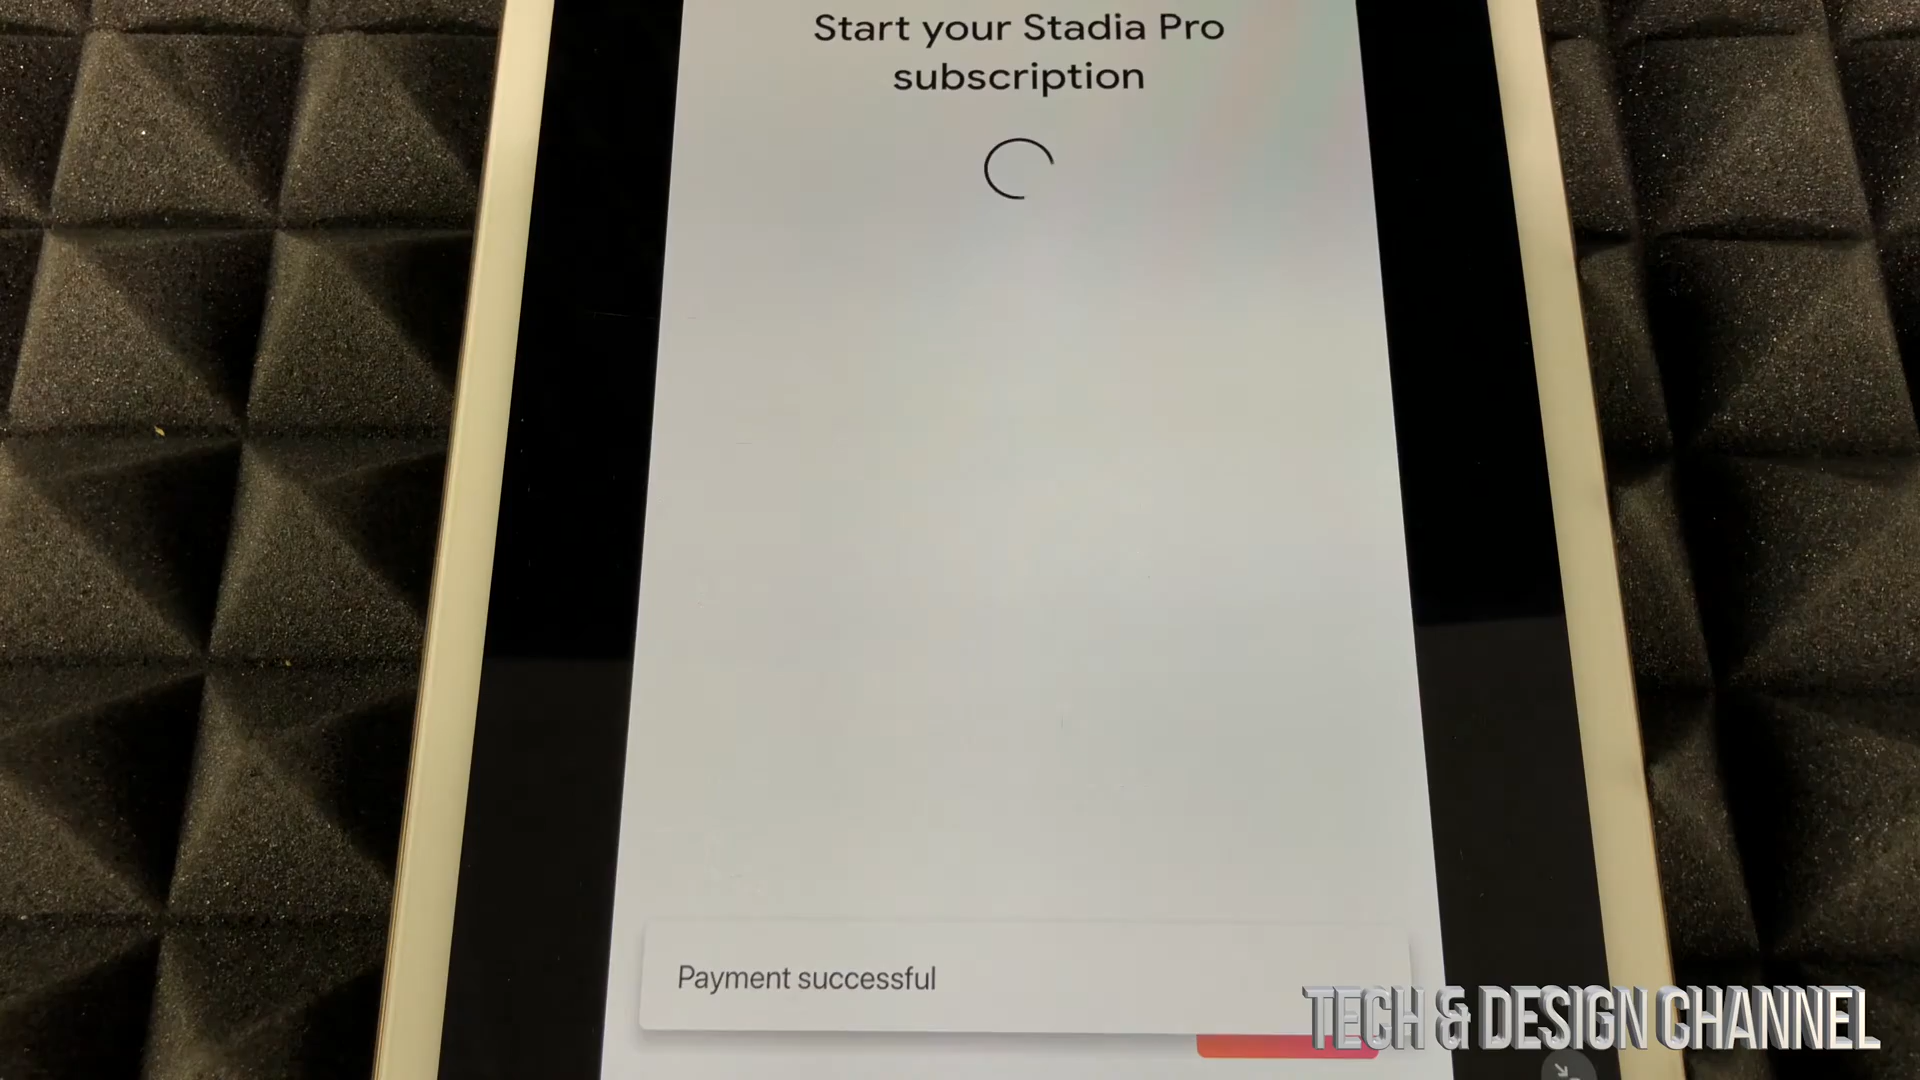 Start your Stadia Pro
subscription
Payment successful
TECH & DESIGN CHANNEL